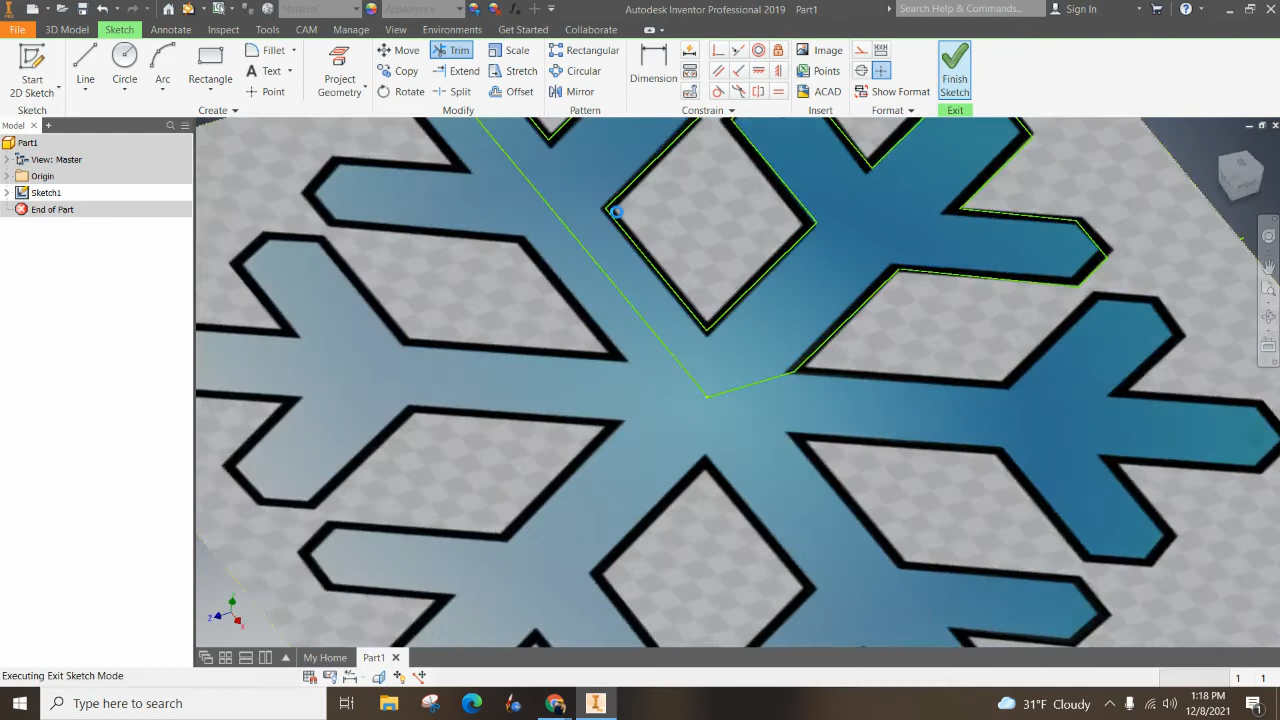 Material
Appearance
Autodesk Inventor Professional 2019 Part1
Search Help & Commands...
Sign In
File
3D Model
Sketch
Annotate
Inspect
Tools
CAM
Manage
View
Environments
Get Started
Collaborate
Start
2D Sketch
Line
Circle
Arc
Rectangle
Fillet
Text
Point
Project
Geometry
Move
Trim
Scale
Copy
Extend
Stretch
Rotate
Split
Offset
Rectangular
Circular
Mirror
Dimension
Image
Points
ACAD
Show Format
Finish
Sketch
Sketch
Create
Modify
Pattern
Constrain
Insert
Format
Exit
Model
Part1
View: Master
Origin
Sketch1
End of Part
Z
X
My Home
Part1
Executing Exit Sketch Mode
1
1
Type here to search
31°F Cloudy
1:18 PM
12/8/2021